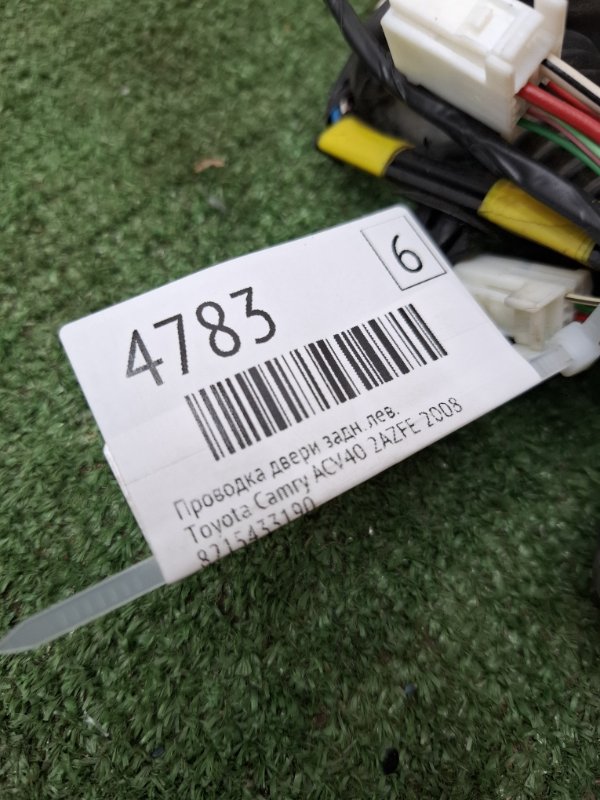 6
4783
Проводка двери задн.лев.
Toyota Camry ACV40 2AZFE 2008
8215433190